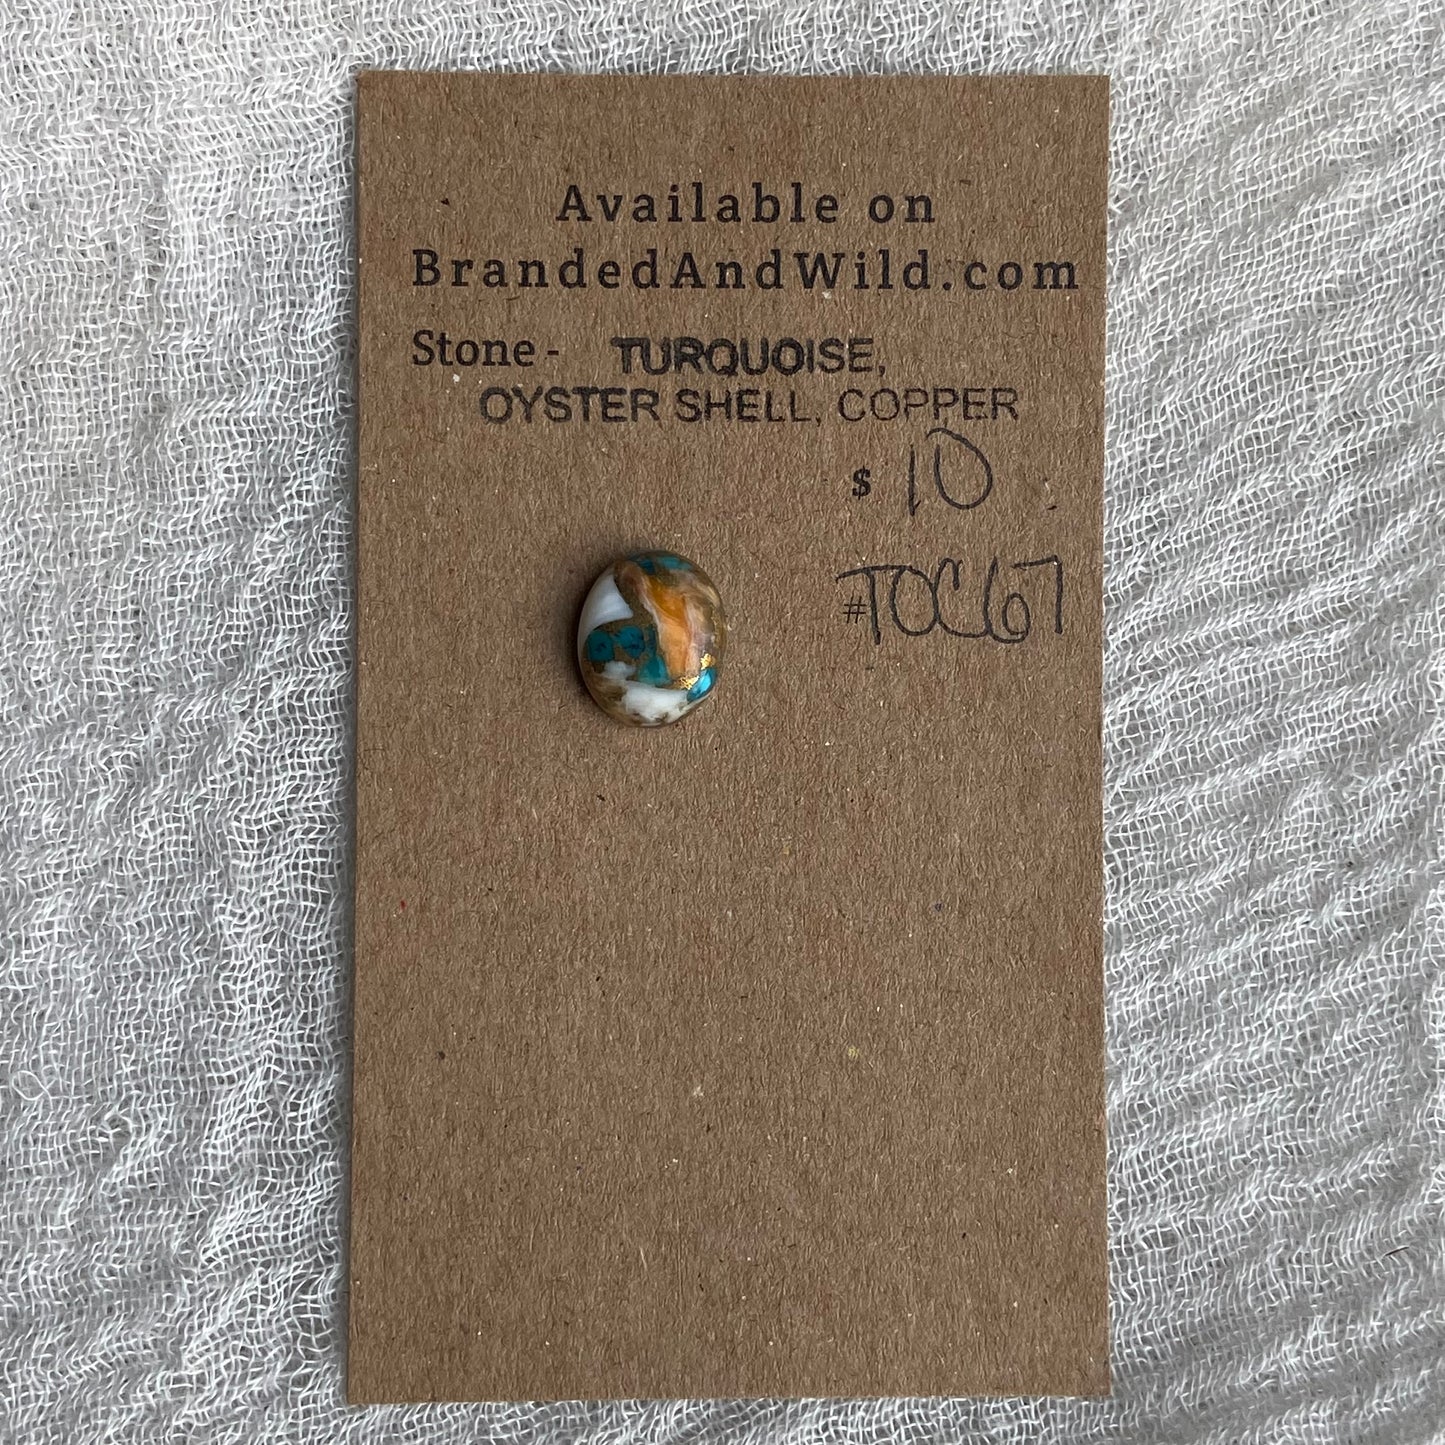 Available on
BrandedAndWild.com
Stone - TURQUOISE,
OYSTER SHELL, COPPER
$ 10
#TOC67